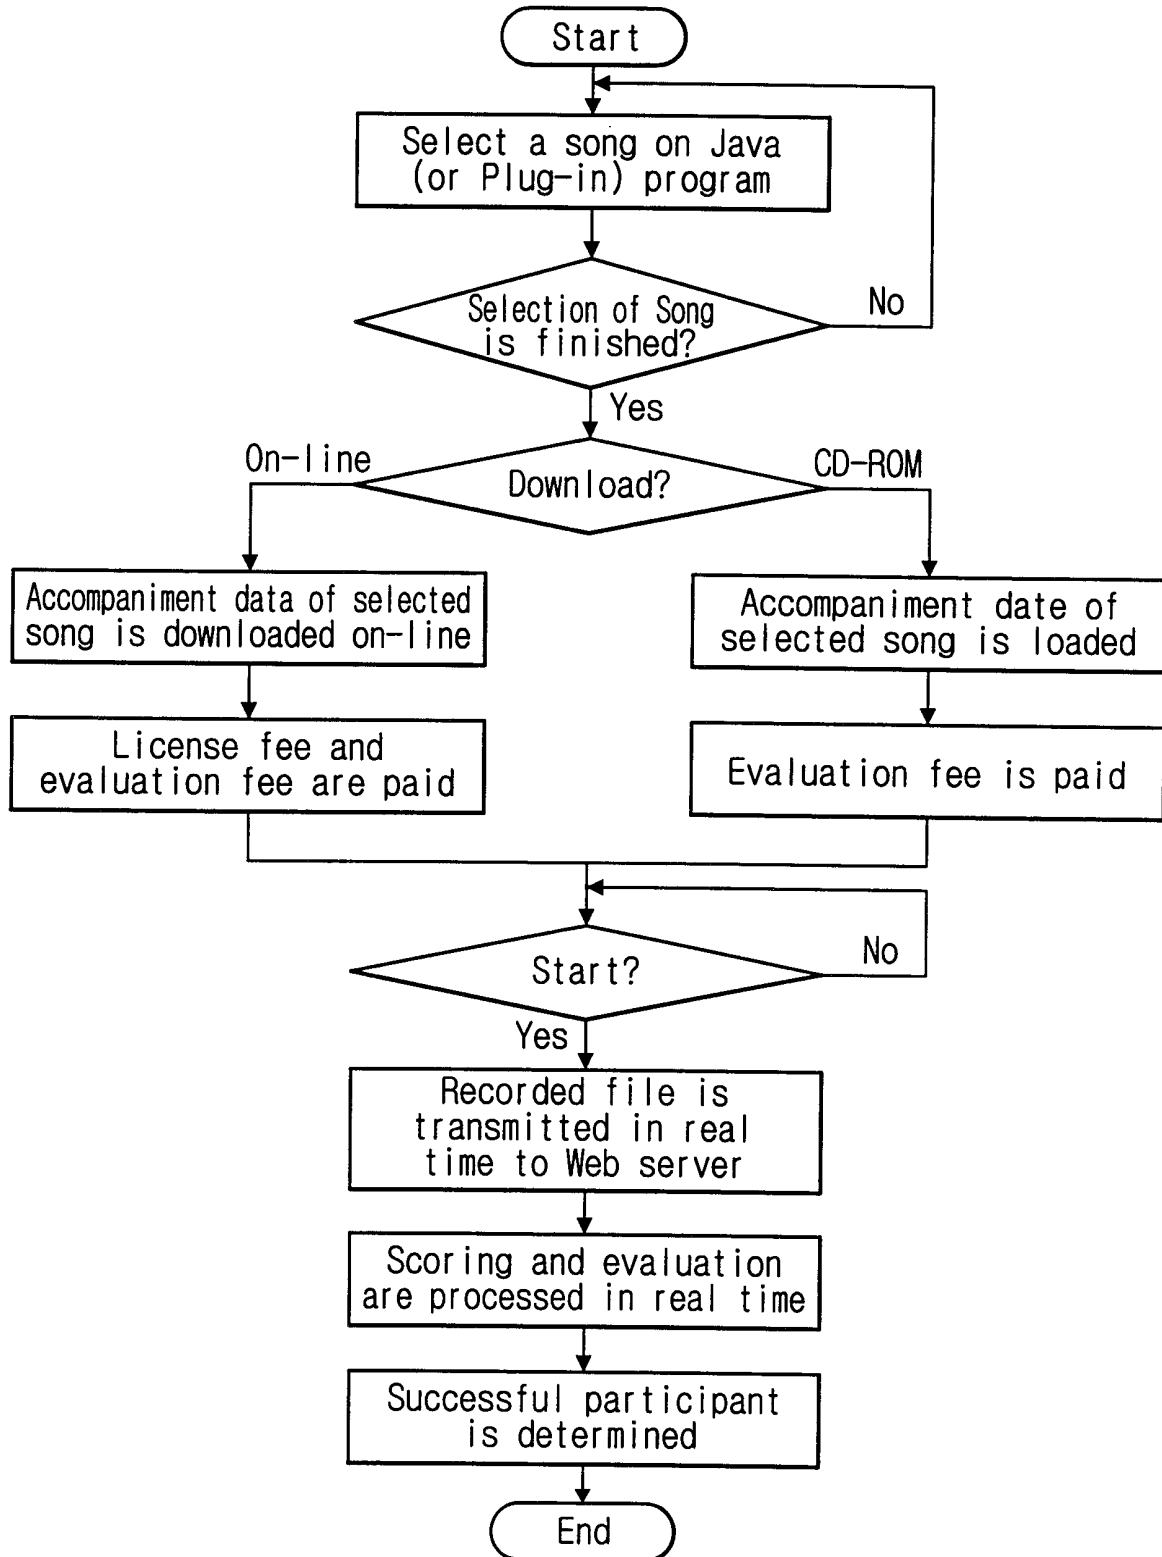 Start
Select a song on Java
(or Plug-in) program
Selection of Song
is finished?
No
Yes
On-line
Download?
CD-ROM
Accompaniment data of selected
song is downloaded on-line
Accompaniment date of
selected song is loaded
License fee and
evaluation fee are paid
Evaluation fee is paid
Start?
No
Yes
Recorded file is
transmitted in real
time to Web server
Scoring and evaluation
are processed in real time
Successful participant
is determined
End